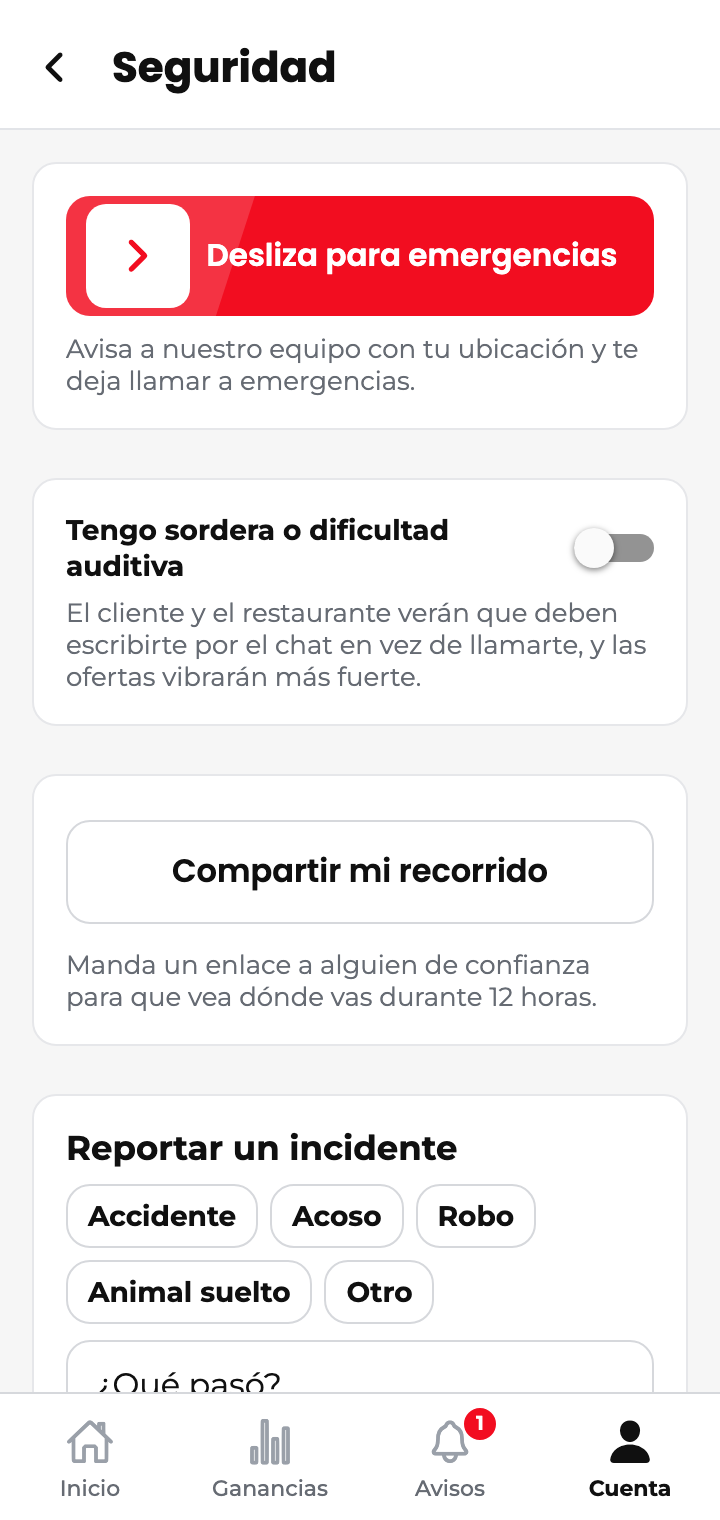 Seguridad
Desliza para emergencias
Avisa a nuestro equipo con tu ubicación y te
deja llamar a emergencias.
Tengo sordera o dificultad
auditiva
El cliente y el restaurante verán que deben
escribirte por el chat en vez de llamarte, y las
ofertas vibrarán más fuerte.
Compartir mi recorrido
Manda un enlace a alguien de confianza
para que vea dónde vas durante 12 horas.
Reportar un incidente
Accidente Acoso Robo
Animal suelto Otro
¿Qué pasó?
1
Inicio Ganancias Avisos Cuenta